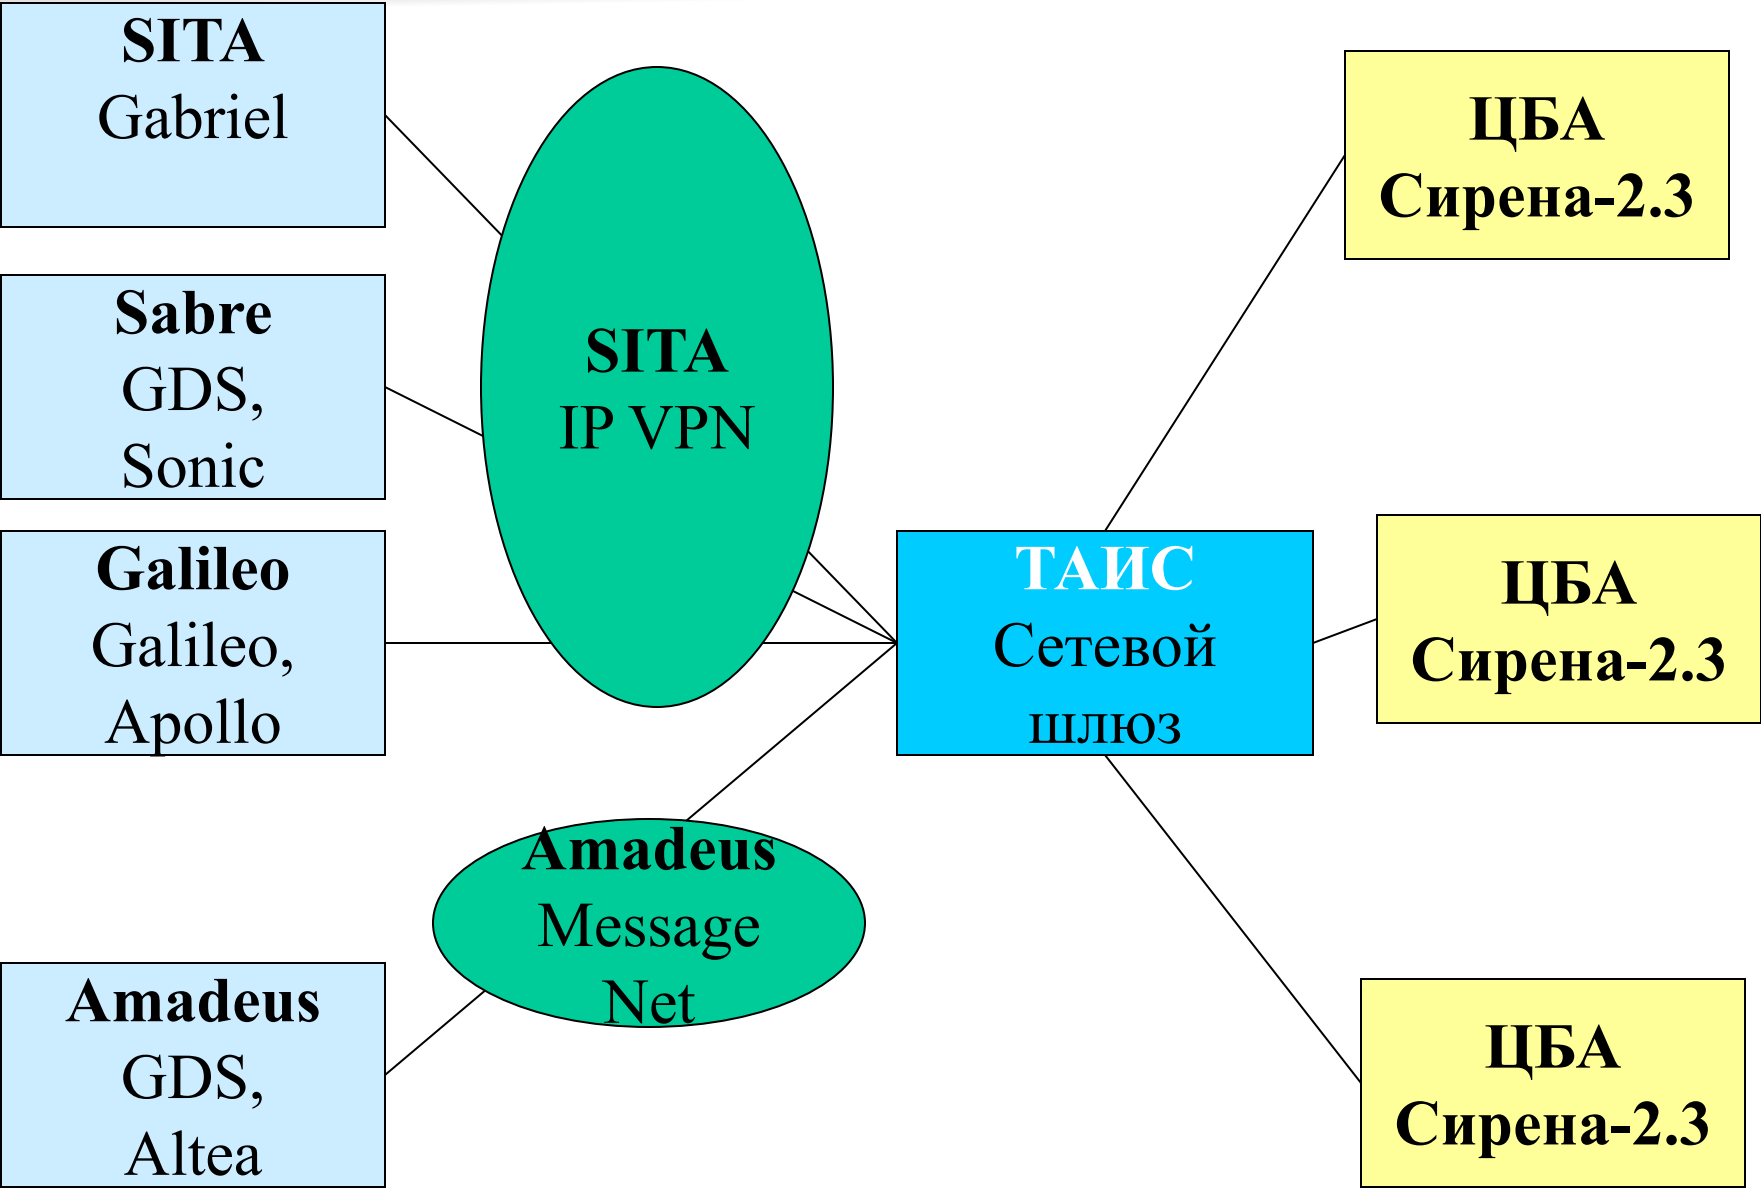 SITA
Gabriel
Sabre
GDS,
Sonic
Galileo
Galileo,
Apollo
Amadeus
GDS,
Altea
SITA
IP VPN
Amadeus
Message
Net
ТАИС
Сетевой
шлюз
ЦБА
Сирена-2.3
ЦБА
Сирена-2.3
ЦБА
Сирена-2.3